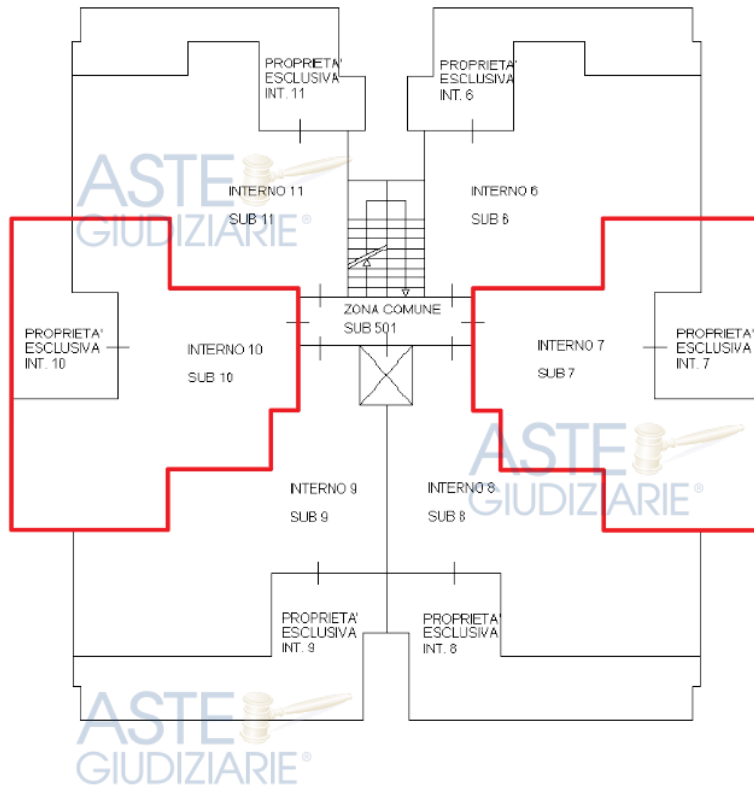 PROPRIETA'
ESCLUSIVA
INT. 11
PROPRIETA'
ESCLUSIVA
INT. 6
ASTE
GIUDIZIARIE®
INTERNO 11
SUB 11
INTERNO 6
SUB 6
ZONA COMUNE
SUB 501
PROPRIETA'
ESCLUSIVA
INT. 10
INTERNO 10
SUB 10
INTERNO 7
SUB 7
PROPRIETA'
ESCLUSIVA
INT. 7
ASTE
GIUDIZIARIE®
INTERNO 9
SUB 9
INTERNO 8
SUB 8
PROPRIETA'
ESCLUSIVA
INT. 9
PROPRIETA'
ESCLUSIVA
INT. 8
ASTE
GIUDIZIARIE®